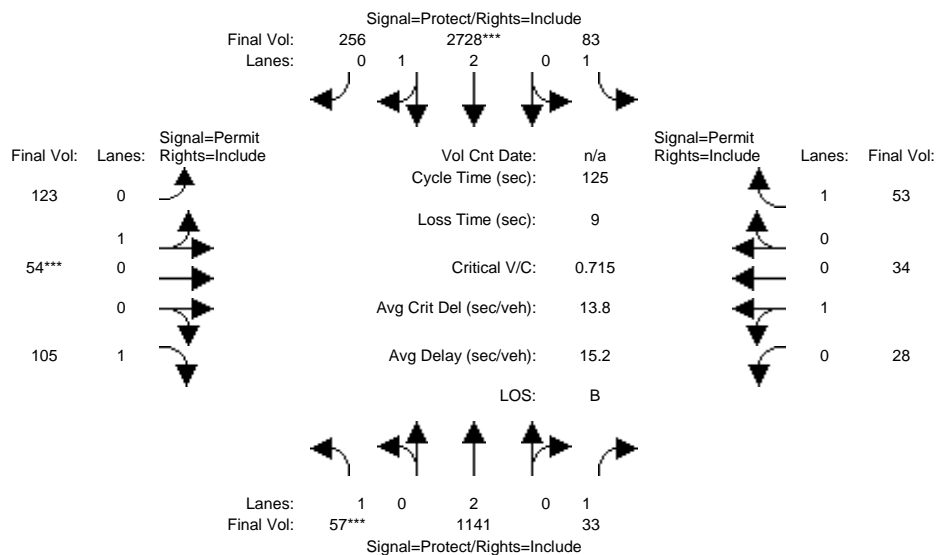 Signal=Protect/Rights=Include
Final Vol: 256 2728*** 83
Lanes: 0 1 2 0 1
Signal=Permit
Final Vol: Lanes: Rights=Include
Vol Cnt Date: n/a
Signal=Permit
Rights=Include Lanes: Final Vol:
Cycle Time (sec): 125
123 0
1 53
Loss Time (sec): 9
1
0
54*** 0
Critical V/C: 0.715
0 34
0
Avg Crit Del (sec/veh): 13.8
1
105 1
Avg Delay (sec/veh): 15.2
0 28
LOS: B
Lanes: 1 0 2 0 1
Final Vol: 57*** 1141 33
Signal=Protect/Rights=Include